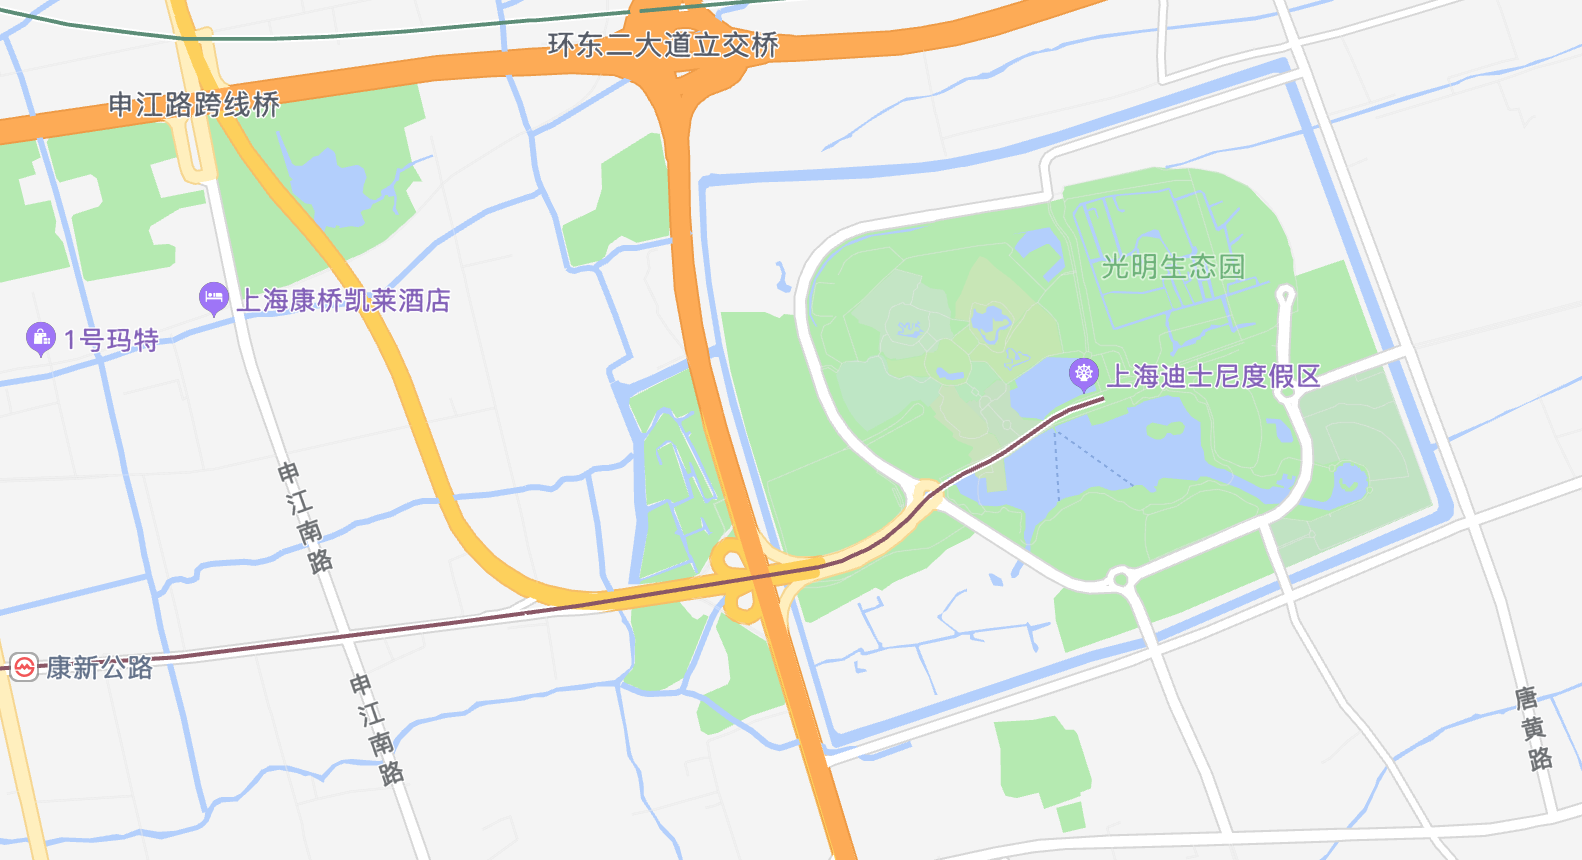 环东二大道立交桥
申江路跨线桥
光明生态园
上海康桥凯莱酒店
1号玛特
上海迪士尼度假区
申江南路
康新公路
申江南路
唐黄路